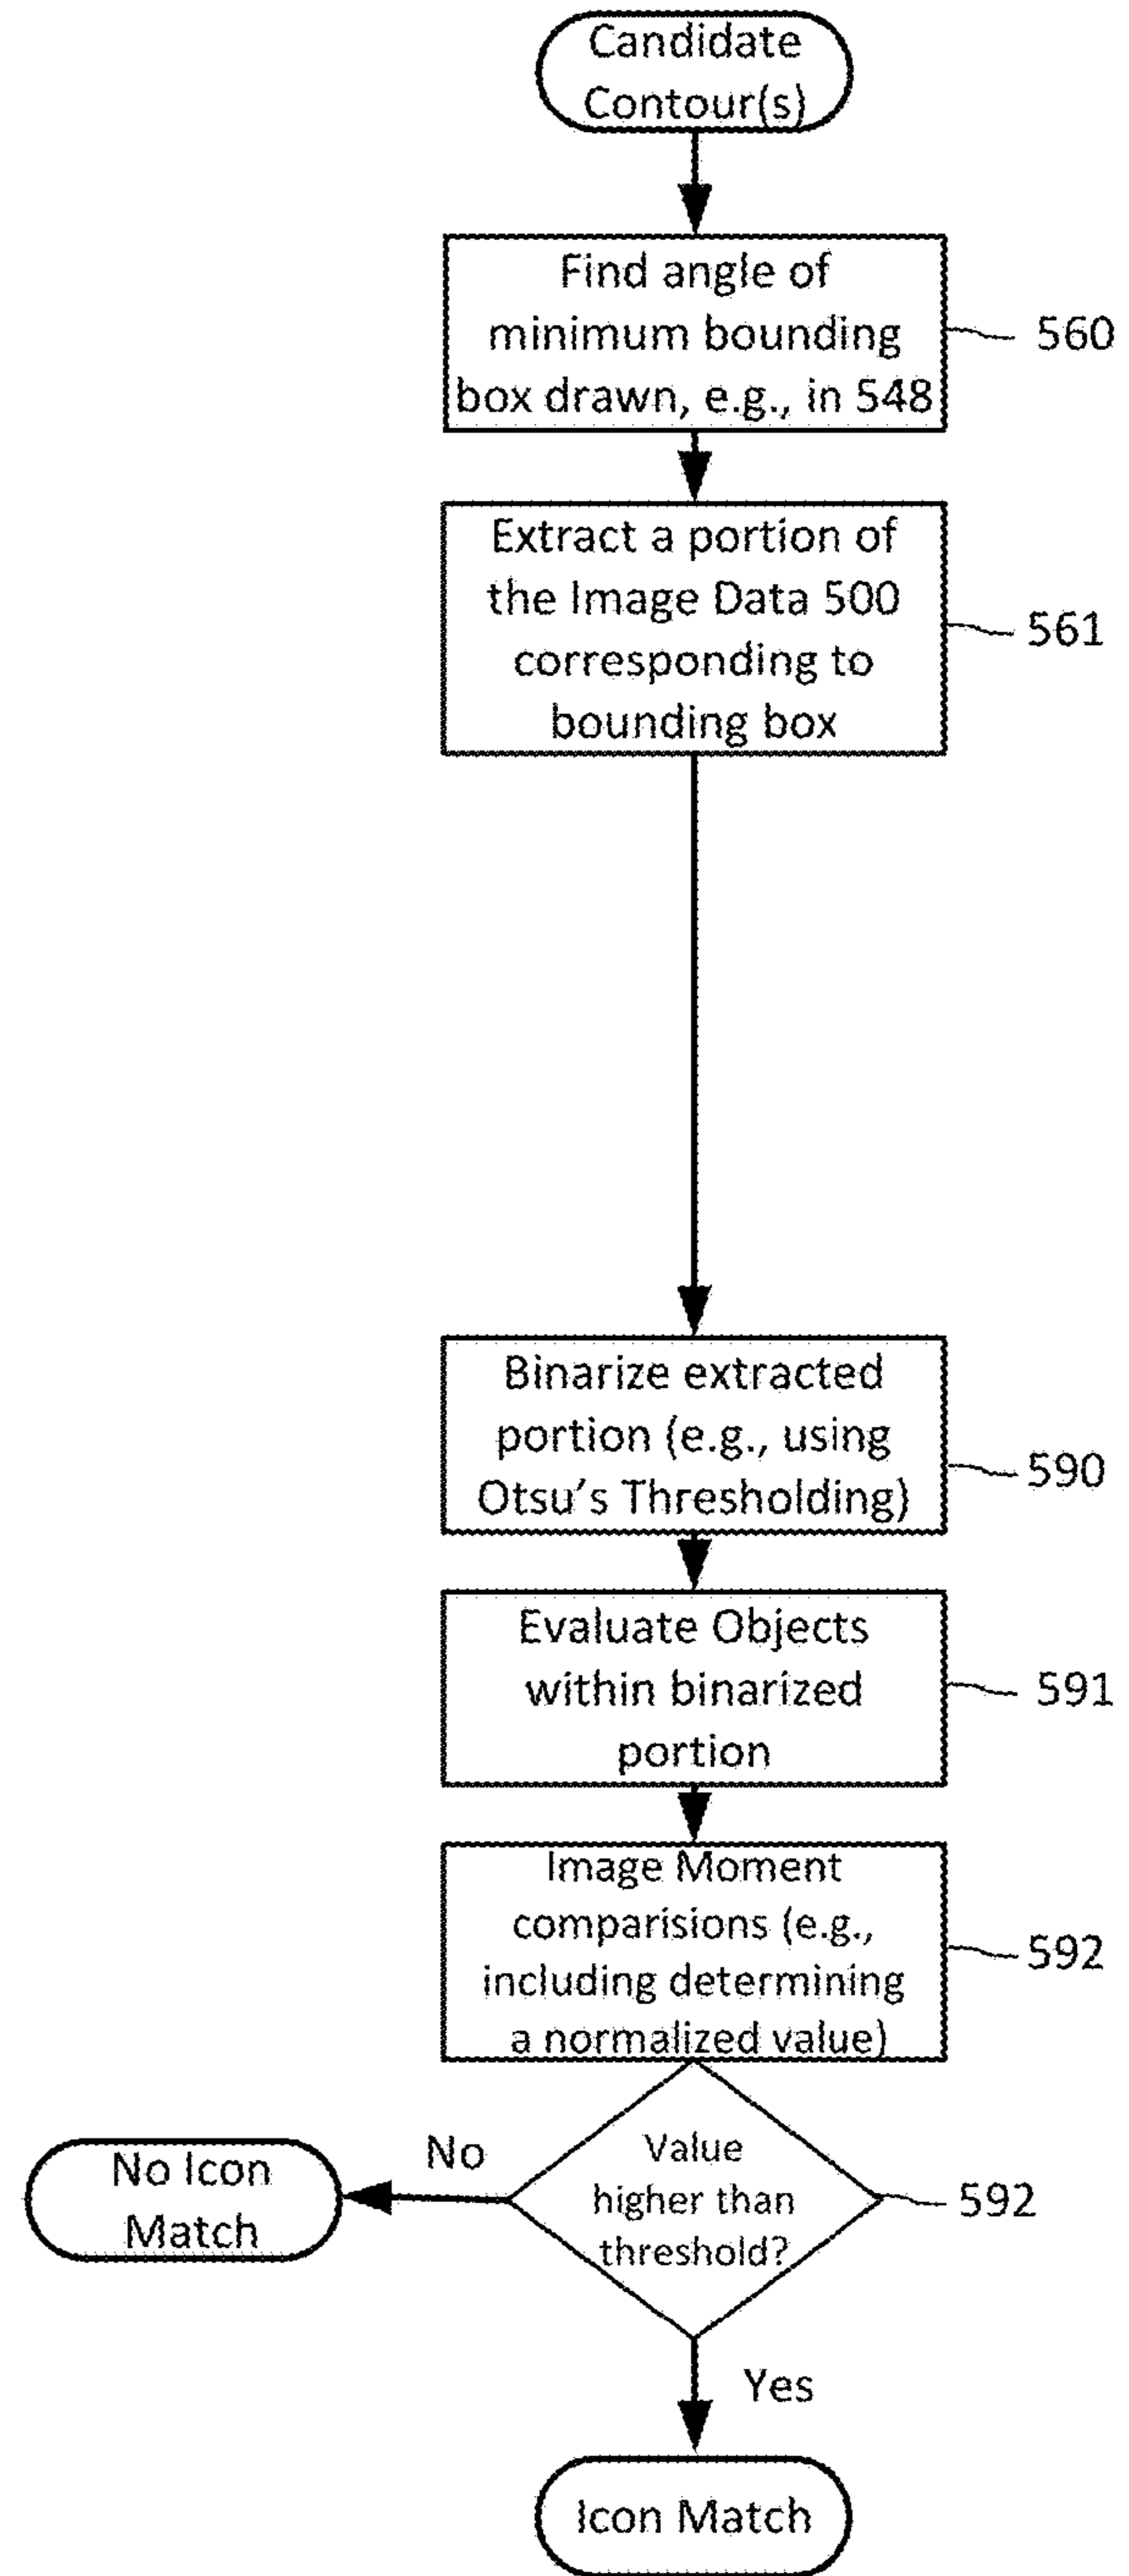 Candidate
Contour(s)
Find angle of
minimum bounding
box drawn, e.g., in 548
560
Extract a portion of
the Image Data 500
corresponding to
bounding box
561
Binarize extracted
portion (e.g., using
Otsu's Thresholding)
590
Evaluate Objects
within binarized
portion
591
Image Moment
comparisions (e.g.,
including determining
a normalized value)
592
Value
higher than
threshold?
592
No
No Icon
Match
Yes
Icon Match